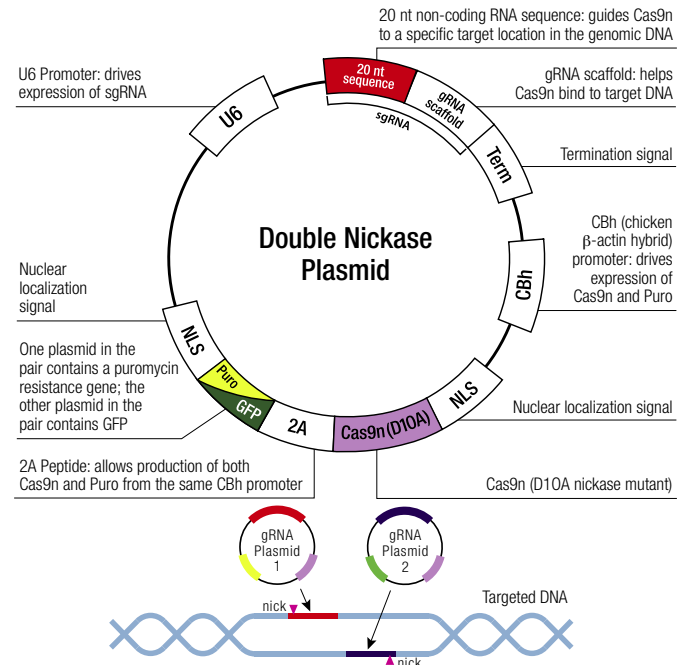 20 nt non-coding RNA sequence: guides Cas9n
to a specific target location in the genomic DNA
U6 Promoter: drives
expression of sgRNA
gRNA scaffold: helps
Cas9n bind to target DNA
20 nt
sequence
gRNA
scaffold
sgRNA
U6
Term
Termination signal
Double Nickase
Plasmid
CBh (chicken
β-actin hybrid)
promoter: drives
expression of
Cas9n and Puro
CBh
Nuclear
localization
signal
NLS
One plasmid in the
pair contains a puromycin
resistance gene; the
other plasmid in the
pair contains GFP
Puro
GFP
2A
Cas9n (D10A)
NLS
Nuclear localization signal
2A Peptide: allows production of both
Cas9n and Puro from the same CBh promoter
Cas9n (D10A nickase mutant)
gRNA
Plasmid
1
gRNA
Plasmid
2
nick
Targeted DNA
nick